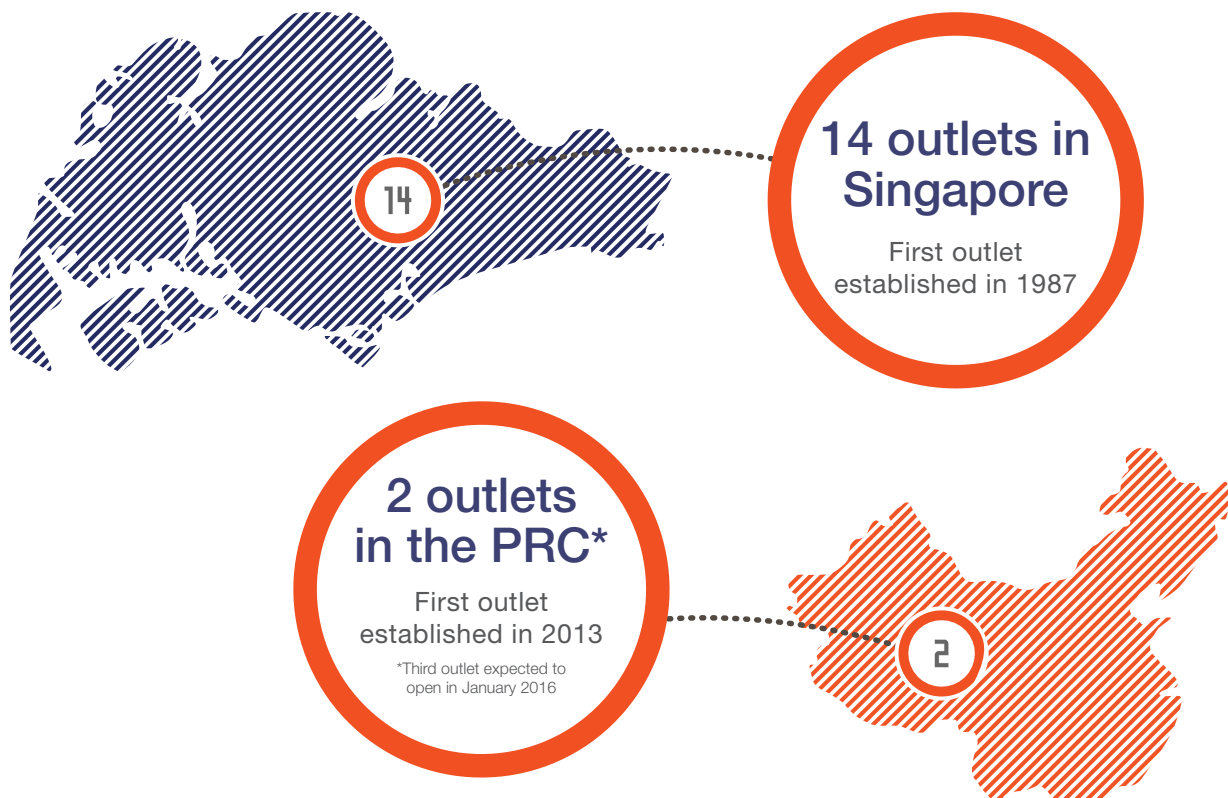 14
14 outlets in
Singapore
First outlet
established in 1987
2 outlets
in the PRC*
First outlet
established in 2013
*Third outlet expected to
open in January 2016
2